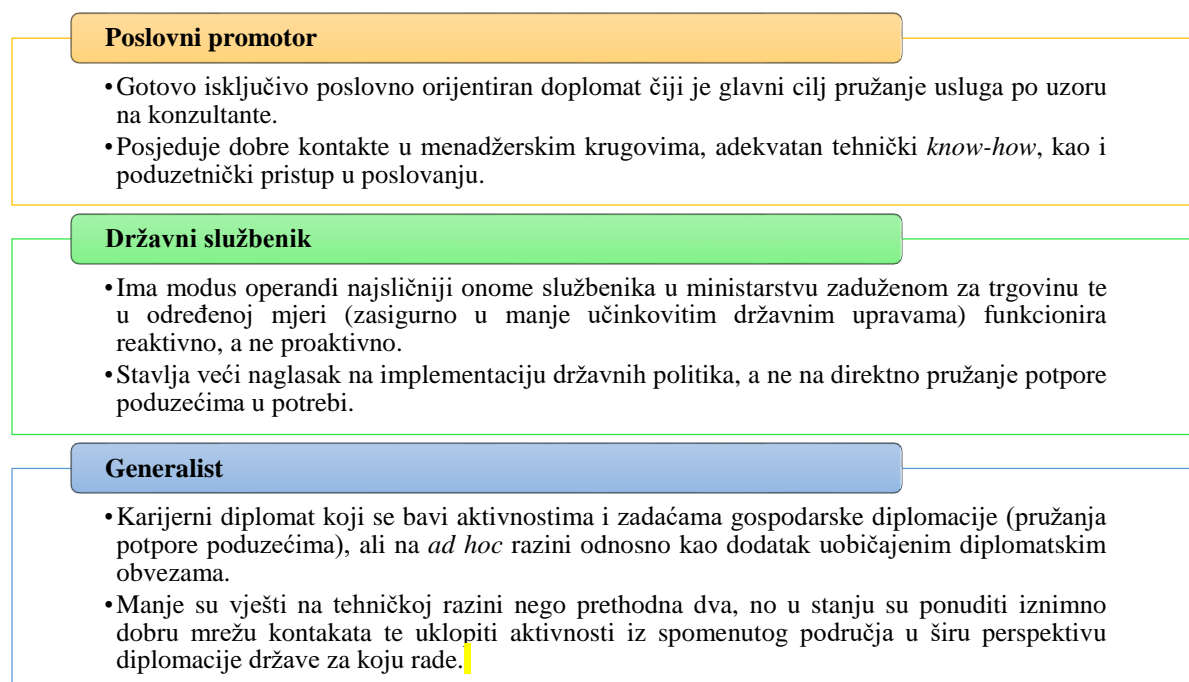 Poslovni promotor
•Gotovo isključivo poslovno orijentiran doplomat čiji je glavni cilj pružanje usluga po uzoru
na konzultante.
•Posjeduje dobre kontakte u menadžerskim krugovima, adekvatan tehnički know-how, kao i
poduzetnički pristup u poslovanju.
Državni službenik
•Ima modus operandi najsličniji onome službenika u ministarstvu zaduženom za trgovinu te
u određenoj mjeri (zasigurno u manje učinkovitim državnim upravama) funkcionira
reaktivno, a ne proaktivno.
•Stavlja veći naglasak na implementaciju državnih politika, a ne na direktno pružanje potpore
poduzećima u potrebi.
Generalist
•Karijerni diplomat koji se bavi aktivnostima i zadaćama gospodarske diplomacije (pružanja
potpore poduzećima), ali na ad hoc razini odnosno kao dodatak uobičajenim diplomatskim
obvezama.
•Manje su vješti na tehničkoj razini nego prethodna dva, no u stanju su ponuditi iznimno
dobru mrežu kontakata te uklopiti aktivnosti iz spomenutog područja u širu perspektivu
diplomacije države za koju rade.